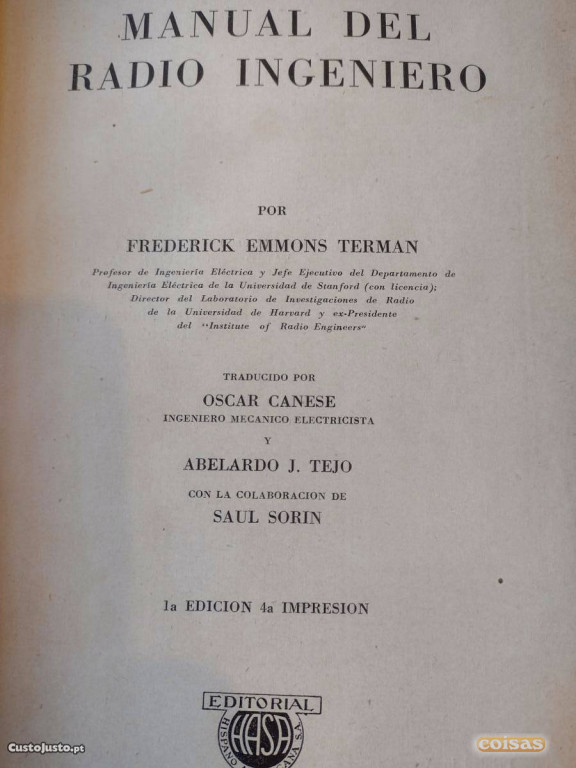 MANUAL DEL
RADIO INGENIERO
POR
FREDERICK EMMONS TERMAN
Profesor de Ingeniería Eléctrica y Jefe Ejecutivo del Departamento de
Ingeniería Eléctrica de la Universidad de Stanford (con licencia);
Director del Laboratorio de Investigaciones de Radio
de la Universidad de Harvard y ex-Presidente
del "Institute of Radio Engineers"
TRADUCIDO POR
OSCAR CANESE
INGENIERO MECANICO ELECTRICISTA
Y
ABELARDO J. TEJO
CON LA COLABORACION DE
SAUL SORIN
1a EDICION 4a IMPRESION
EDITORIAL
HASA
HISPANO
S.A.
CustoJusto.pt
coisas